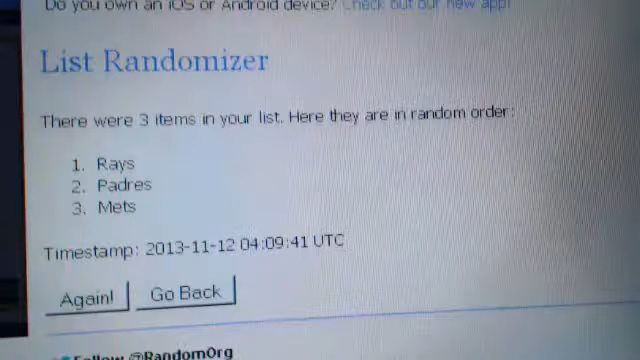 Do you own an iOS or Android device? Check out our new app!
List Randomizer
There were 3 items in your list. Here they are in random order:
1. Rays
2. Padres
3. Mets
Timestamp: 2013-11-12 04:09:41 UTC
Again! Go Back
Follow @RandomOrg